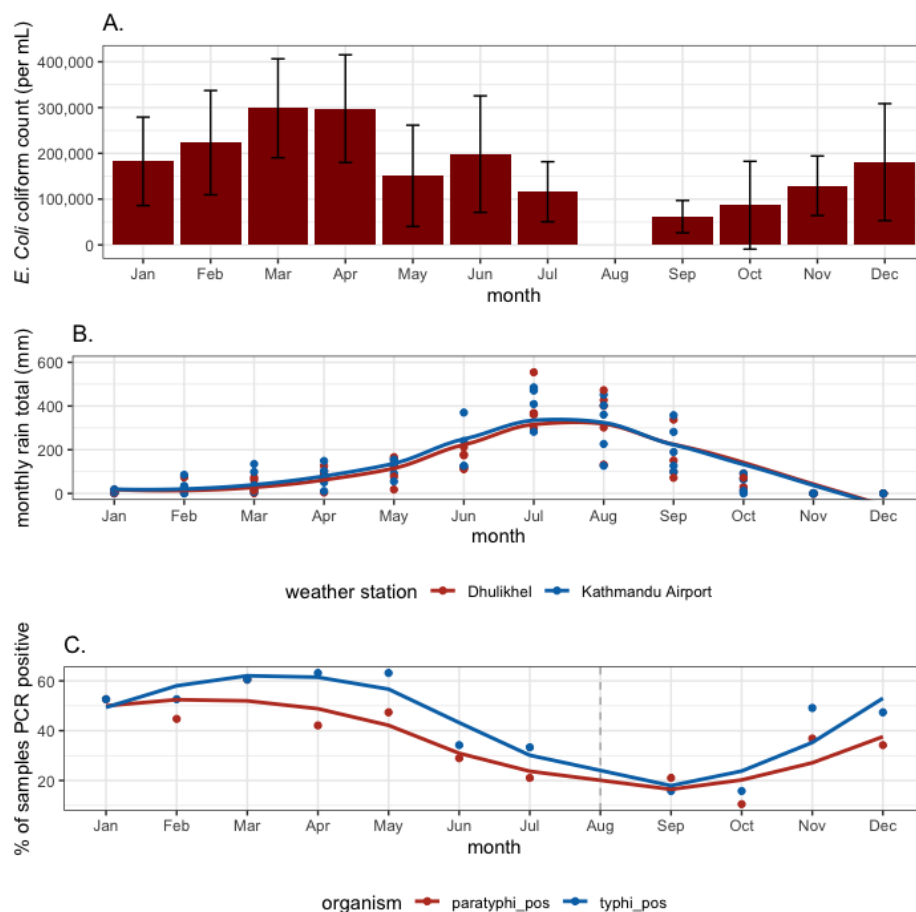 A.
E. Coli coliform count (per mL)
400,000
300,000
200,000
100,000
0
Jan Feb Mar Apr May Jun Jul Aug Sep Oct Nov Dec
month
B.
monthly rain total (mm)
600
400
200
0
Jan Feb Mar Apr May Jun Jul Aug Sep Oct Nov Dec
month
weather station Dhulikhel Kathmandu Airport
C.
% of samples PCR positive
60
40
20
Jan Feb Mar Apr May Jun Jul Aug Sep Oct Nov Dec
month
organism paratyphi_pos typhi_pos